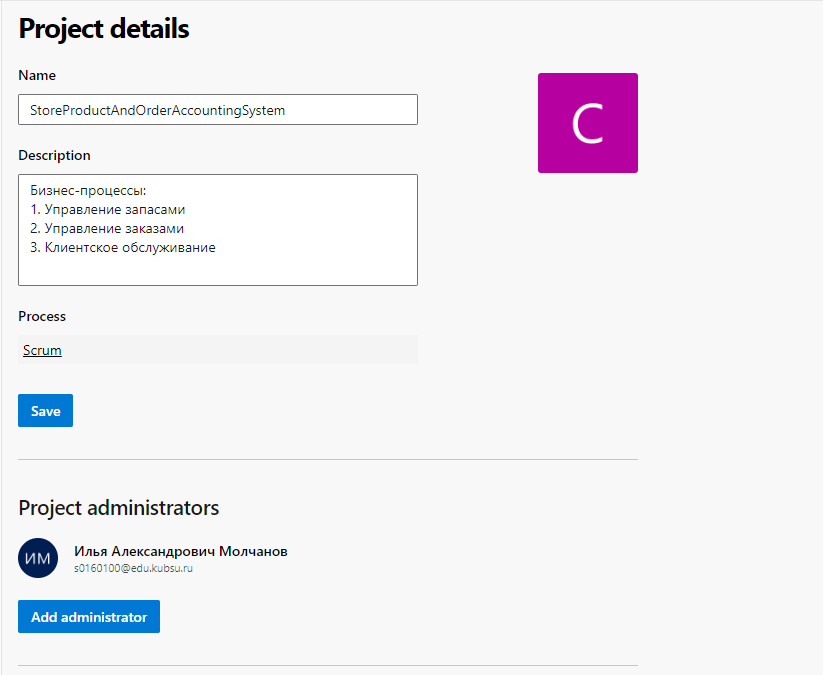 Project details
Name
StoreProductAndOrderAccountingSystem
C
Description
Бизнес-процессы:
1. Управление запасами
2. Управление заказами
3. Клиентское обслуживание
Process
Scrum
Save
Project administrators
ИМ
Илья Александрович Молчанов
s0160100@edu.kubsu.ru
Add administrator